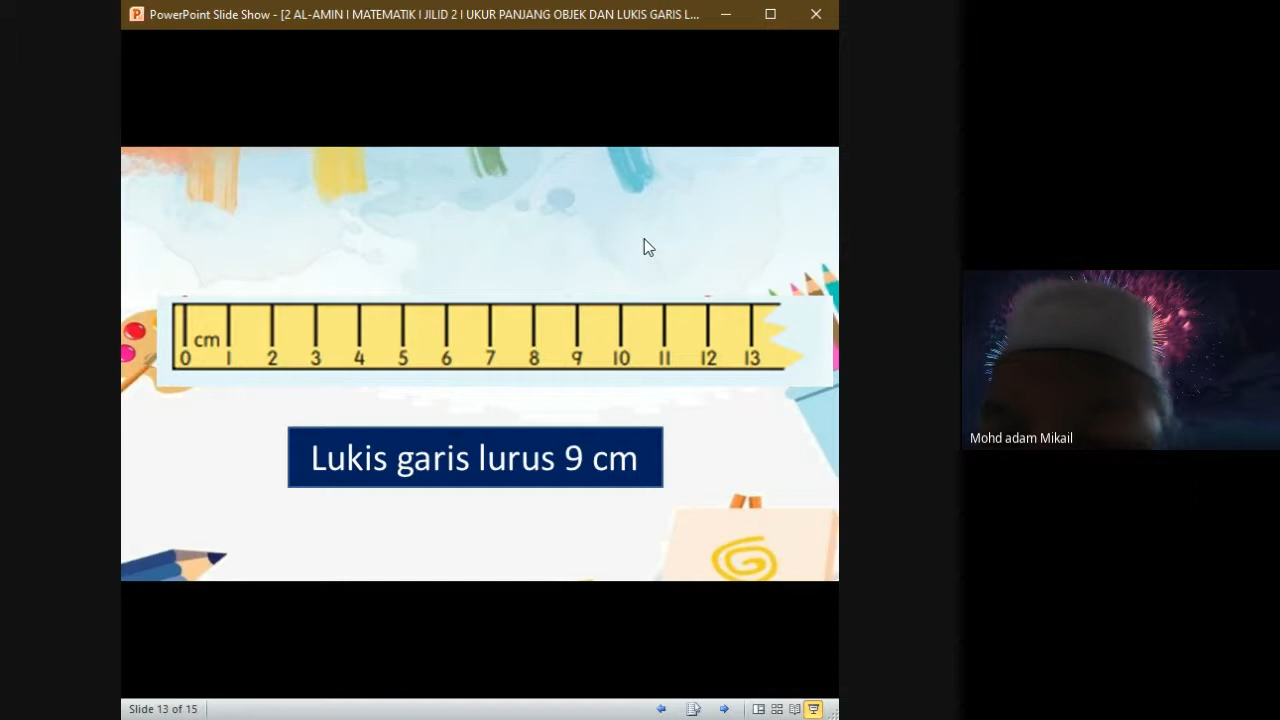 PowerPoint Slide Show - [2 AL-AMIN I MATEMATIK I JILID 2 I UKUR PANJANG OBJEK DAN LUKIS GARIS L...
cm
0 1 2 3 4 5 6 7 8 9 10 11 12 13
Lukis garis lurus 9 cm
Mohd adam Mikail
Slide 13 of 15